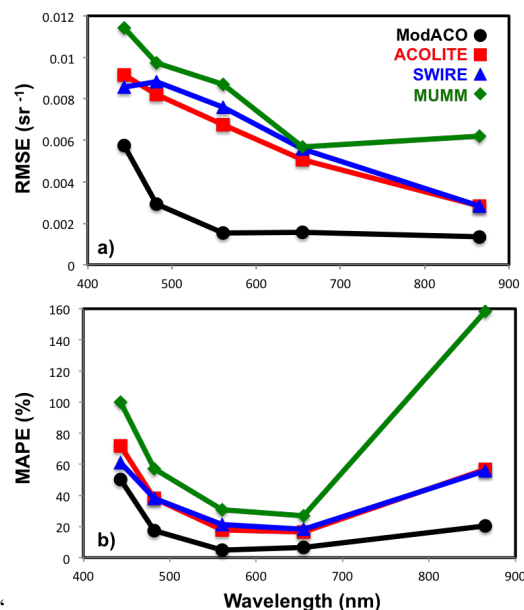 0.012
0.01
0.008
0.006
0.004
0.002
0
RMSE (sr -1)
ModACO
ACOLITE
SWIRE
MUMM
a)
400 500 600 700 800 900
160
140
120
100
80
60
40
20
0
MAPE (%)
b)
400 500 600 700 800 900
Wavelength (nm)
‘